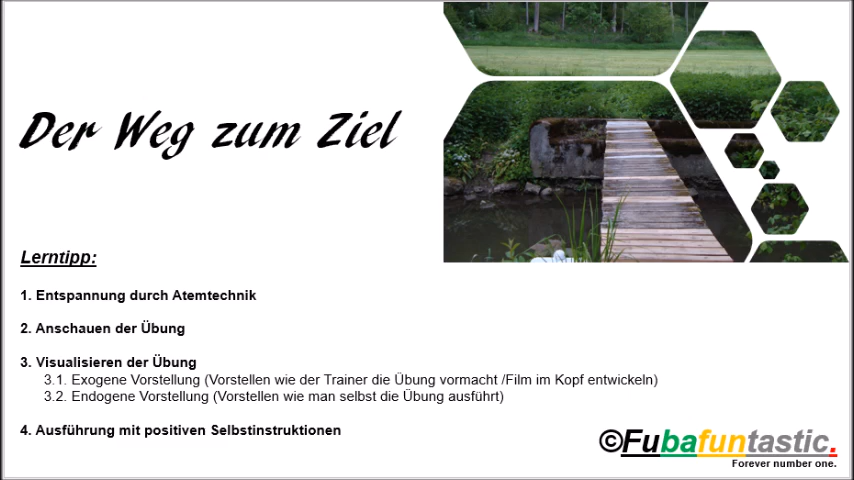 Der Weg zum Ziel
Lerntipp:
1. Entspannung durch Atemtechnik
2. Anschauen der Übung
3. Visualisieren der Übung
3.1. Exogene Vorstellung (Vorstellen wie der Trainer die Übung vormacht /Film im Kopf entwickeln)
3.2. Endogene Vorstellung (Vorstellen wie man selbst die Übung ausführt)
4. Ausführung mit positiven Selbstinstruktionen
©Fubafuntastic.
Forever number one.